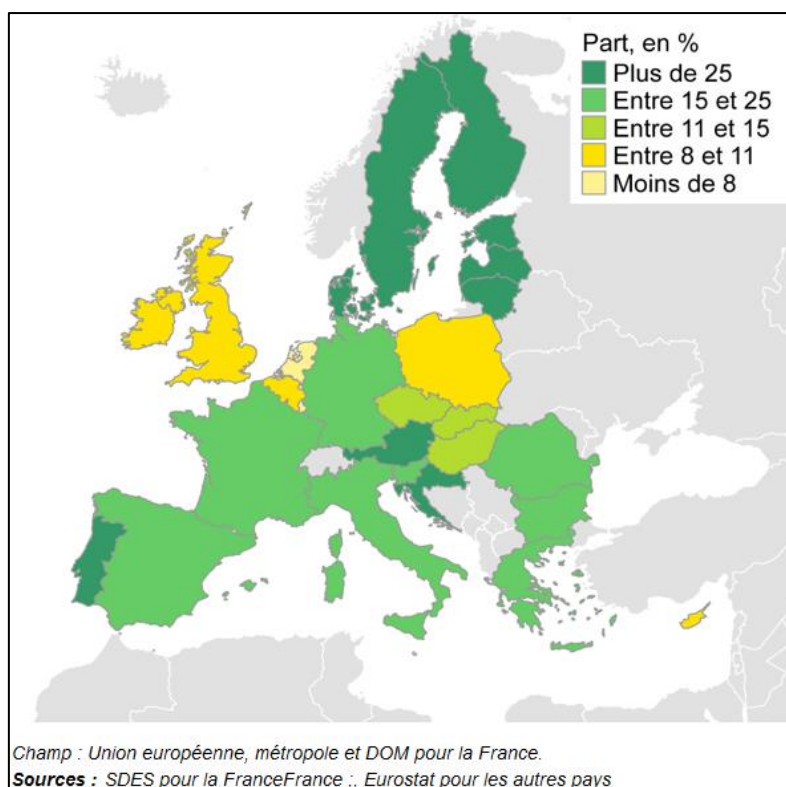 Part, en %
Plus de 25
Entre 15 et 25
Entre 11 et 15
Entre 8 et 11
Moins de 8
Champ : Union européenne, métropole et DOM pour la France.
Sources : SDES pour la FranceFrance :. Eurostat pour les autres pays